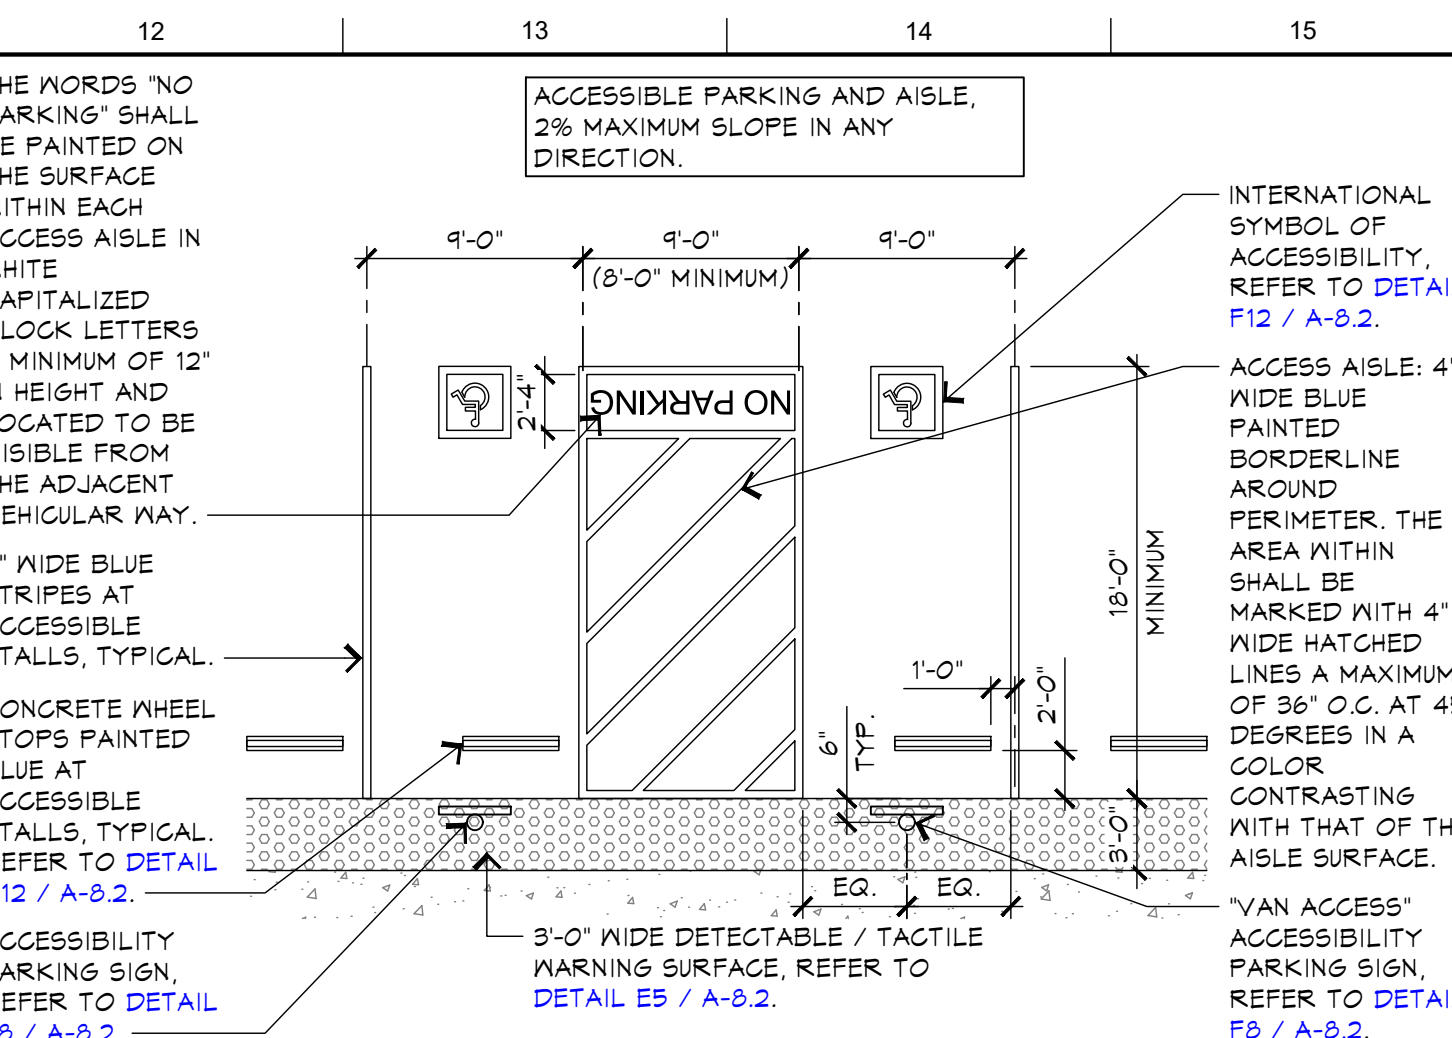 12
13
14
15
HE WORDS "NO
ARKING" SHALL
E PAINTED ON
HE SURFACE
ITHIN EACH
CCESS AISLE IN
HITE
APITALIZED
LOCK LETTERS
MINIMUM OF 12"
N HEIGHT AND
OCATED TO BE
ISIBLE FROM
HE ADJACENT
EHICULAR WAY.
" WIDE BLUE
TRIPES AT
CCESSIBLE
TALLS, TYPICAL.
ONCRETE WHEEL
TOPS PAINTED
LUE AT
CCESSIBLE
TALLS, TYPICAL.
EFER TO DETAIL
12 / A-8.2.
CCESSIBILITY
ARKING SIGN,
EFER TO DETAIL
8 / A-8.2
ACCESSIBLE PARKING AND AISLE,
2% MAXIMUM SLOPE IN ANY
DIRECTION.
9'-0"
9'-0"
9'-0"
(8'-0" MINIMUM)
2'-4"
NO PARKING
18'-0"
MINIMUM
1'-0"
2'-0"
6"
TYP.
3'-0"
EQ.
EQ.
3'-0" WIDE DETECTABLE / TACTILE
WARNING SURFACE, REFER TO
DETAIL E5 / A-8.2.
INTERNATIONAL
SYMBOL OF
ACCESSIBILITY,
REFER TO DETAI
F12 / A-8.2.
ACCESS AISLE: 4"
WIDE BLUE
PAINTED
BORDERLINE
AROUND
PERIMETER. THE
AREA WITHIN
SHALL BE
MARKED WITH 4"
WIDE HATCHED
LINES A MAXIMUM
OF 36" O.C. AT 4
DEGREES IN A
COLOR
CONTRASTING
WITH THAT OF TH
AISLE SURFACE.
"VAN ACCESS"
ACCESSIBILITY
PARKING SIGN,
REFER TO DETAI
F8 / A-8.2.